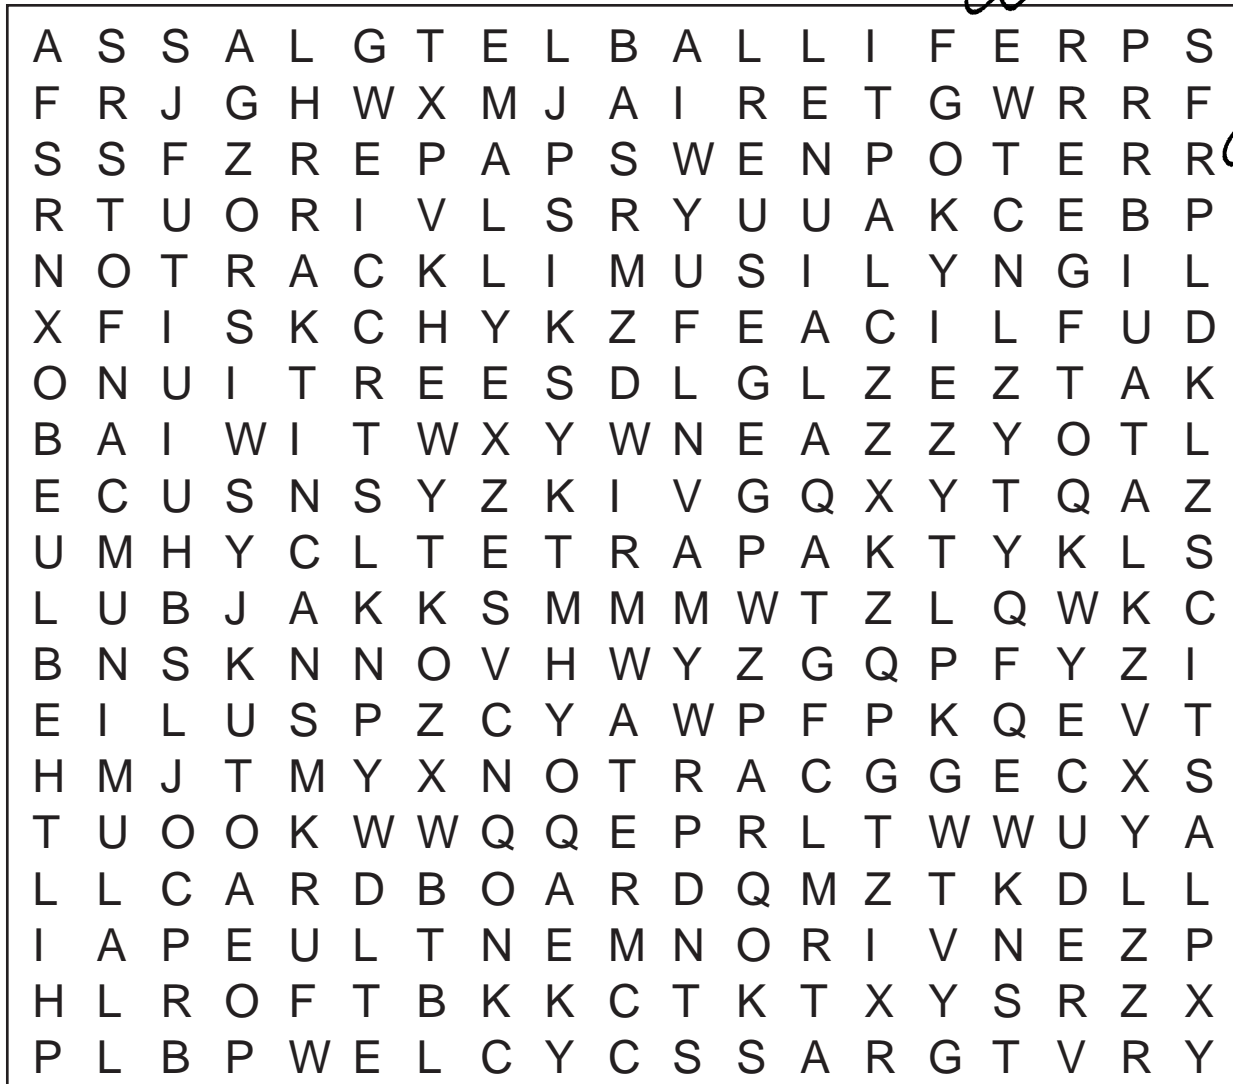 A S S A L G T E L B A L L I F E R P S
F R J G H W X M J A I R E T G W R R F
S S F Z R E P A P S W E N P O T E R R
R T U O R I V L S R Y U U A K C E B P
N O T R A C K L I M U S I L Y N G I L
X F I S K C H Y K Z F E A C I L F U D
O N U I T R E E S D L G L Z E Z T A K
B A I W I T W X Y W N E A Z Z Y O T L
E C U S N S Y Z K I V G Q X Y T Q A Z
U M H Y C L T E T R A P A K T Y K L S
L U B J A K K S M M M W T Z L Q W K C
B N S K N N O V H W Y Z G Q P F Y Z I
E I L U S P Z C Y A W P F P K Q E V T
H M J T M Y X N O T R A C G G E C X S
T U O O K W W Q Q E P R L T W W U Y A
L L C A R D B O A R D Q M Z T K D L L
I A P E U L T N E M N O R I V N E Z P
H L R O F T B K K C T K T X Y S R Z X
P L B P W E L C Y C S S A R G T V R Y